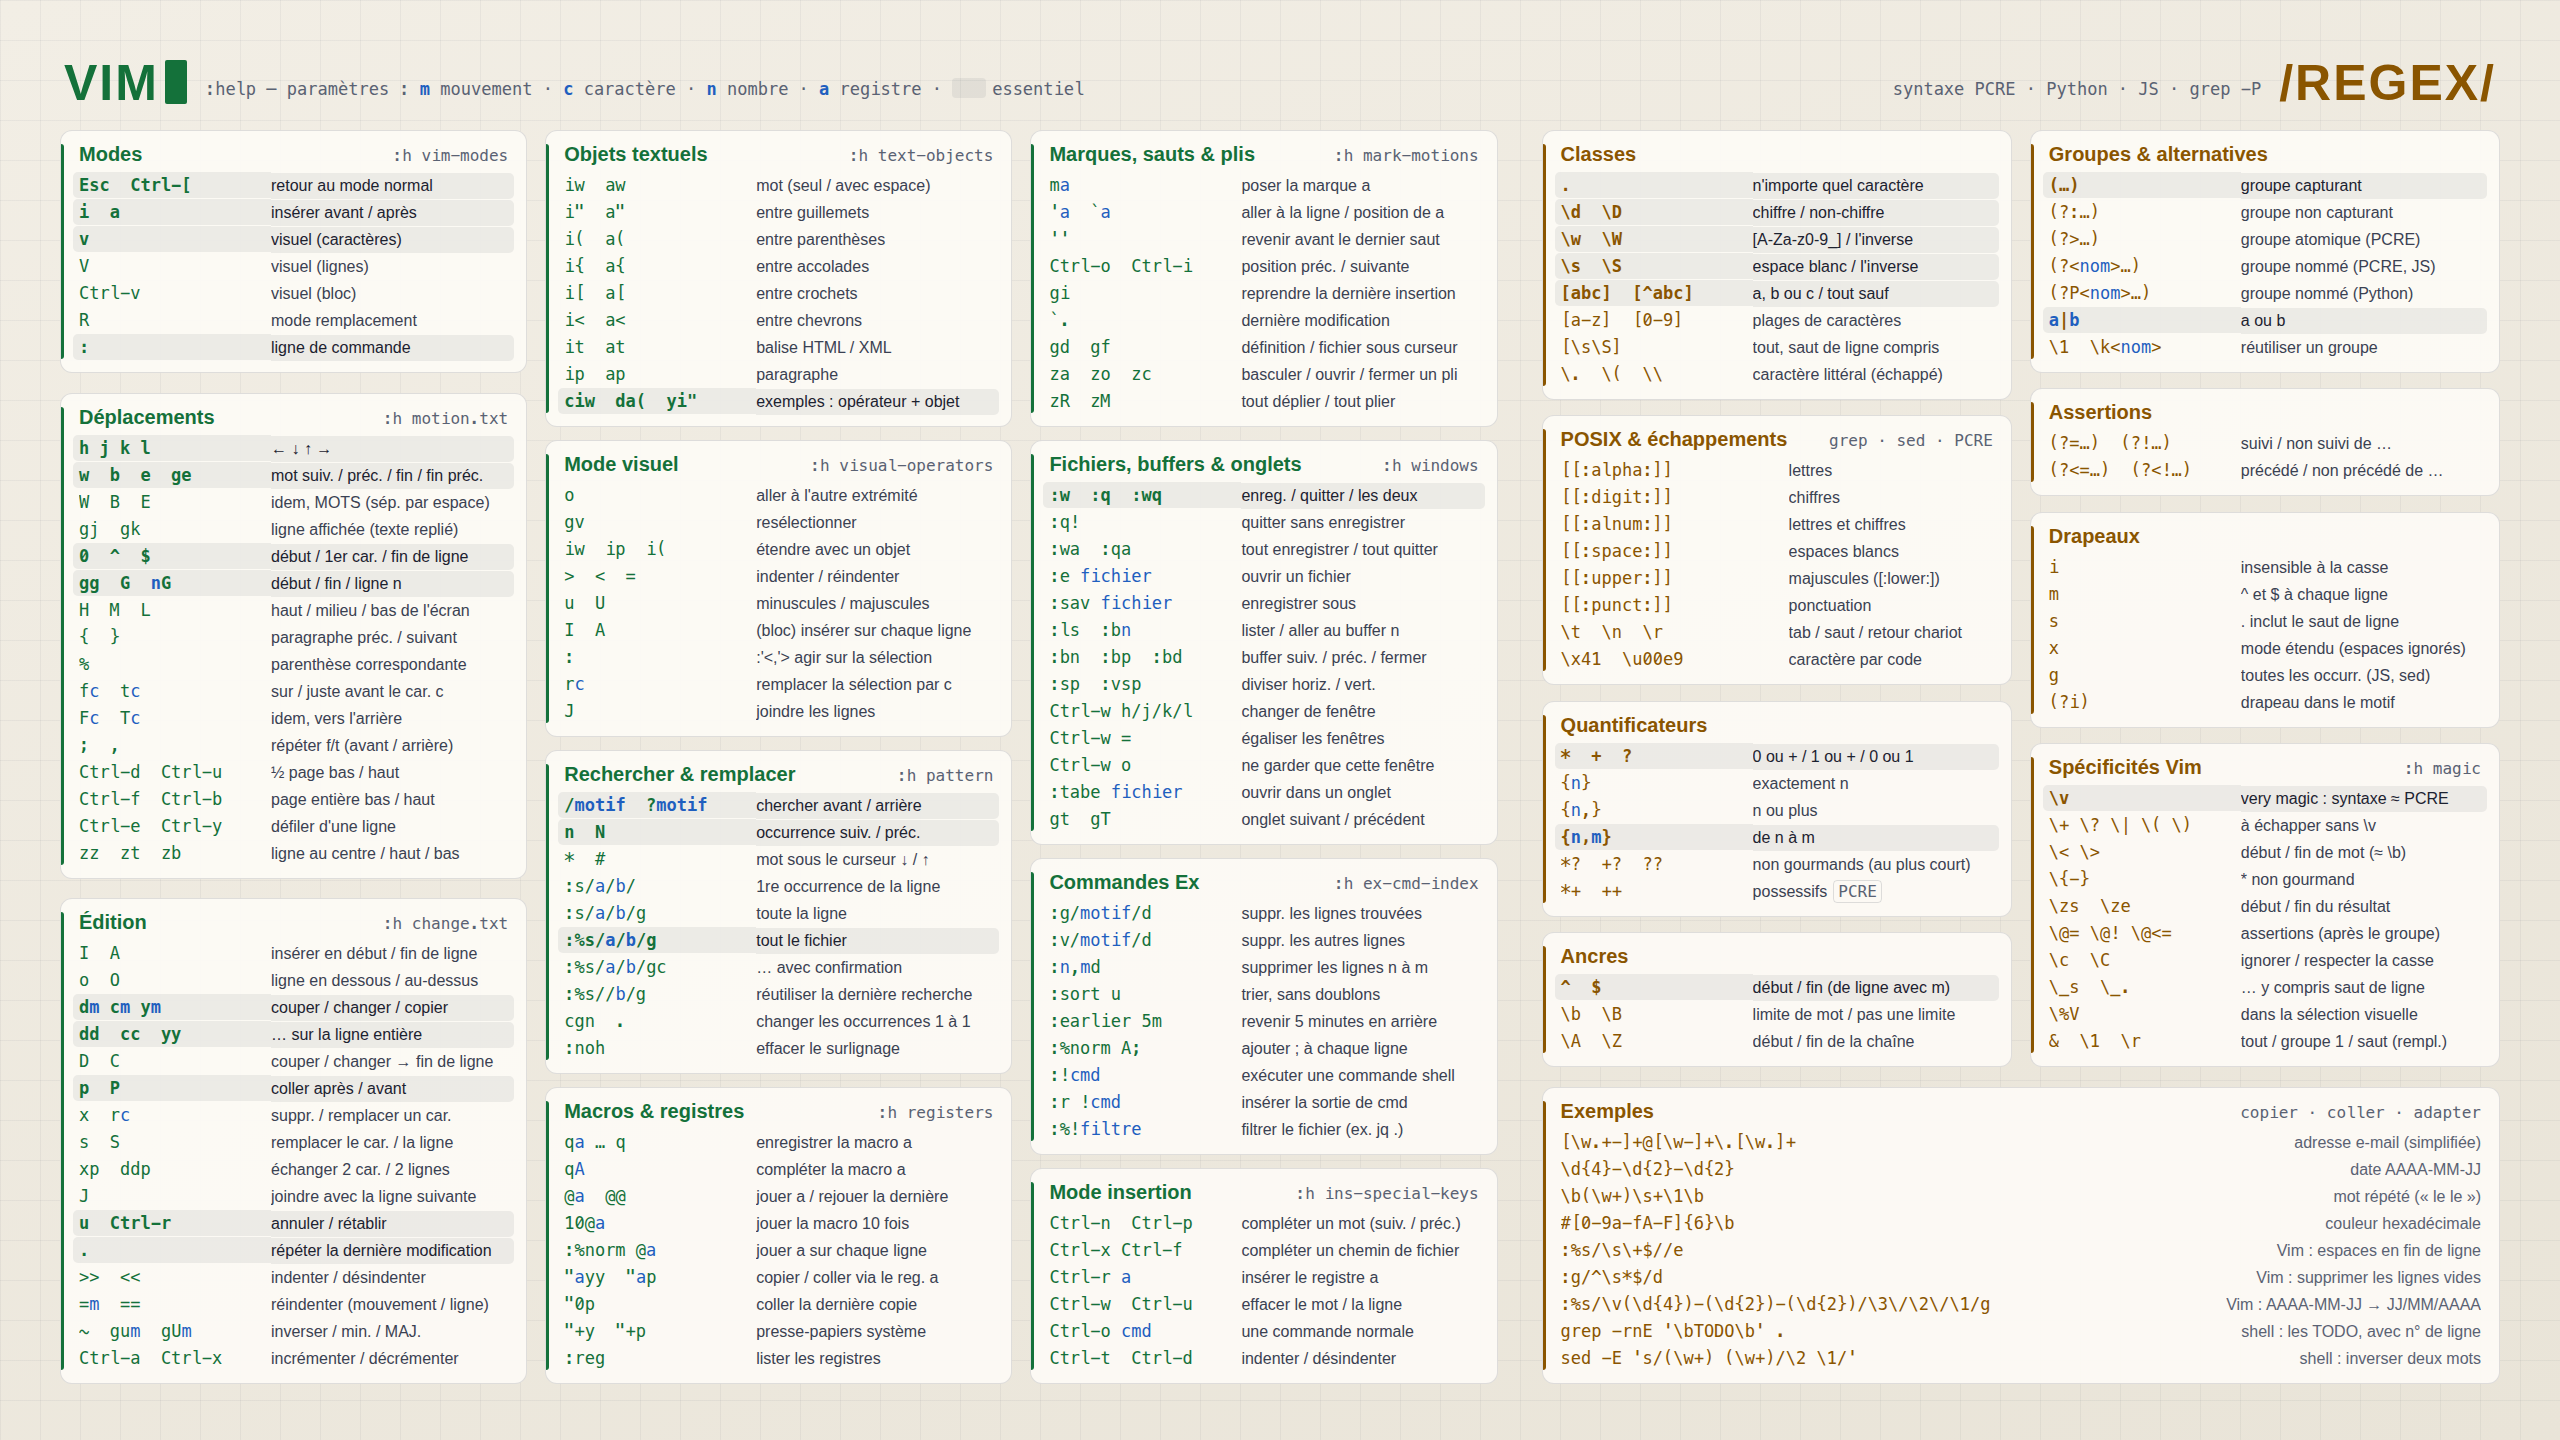 VIM
:help — paramètres : m mouvement · c caractère · n nombre · a registre · essentiel
syntaxe PCRE · Python · JS · grep −P
/REGEX/
Modes :h vim−modes
Esc Ctrl−[ retour au mode normal
i a insérer avant / après
v visuel (caractères)
V visuel (lignes)
Ctrl−v visuel (bloc)
R mode remplacement
: ligne de commande
Déplacements :h motion.txt
h j k l ← ↓ ↑ →
w b e ge mot suiv. / préc. / fin / fin préc.
W B E idem, MOTS (sép. par espace)
gj gk ligne affichée (texte replié)
0 ^ $ début / 1er car. / fin de ligne
gg G nG début / fin / ligne n
H M L haut / milieu / bas de l'écran
{ } paragraphe préc. / suivant
% parenthèse correspondante
fc tc sur / juste avant le car. c
Fc Tc idem, vers l'arrière
; , répéter f/t (avant / arrière)
Ctrl−d Ctrl−u ½ page bas / haut
Ctrl−f Ctrl−b page entière bas / haut
Ctrl−e Ctrl−y défiler d'une ligne
zz zt zb ligne au centre / haut / bas
Édition :h change.txt
I A insérer en début / fin de ligne
o O ligne en dessous / au-dessus
dm cm ym couper / changer / copier
dd cc yy … sur la ligne entière
D C couper / changer → fin de ligne
p P coller après / avant
x rc suppr. / remplacer un car.
s S remplacer le car. / la ligne
xp ddp échanger 2 car. / 2 lignes
J joindre avec la ligne suivante
u Ctrl−r annuler / rétablir
. répéter la dernière modification
>> << indenter / désindenter
=m == réindenter (mouvement / ligne)
~ gum gUm inverser / min. / MAJ.
Ctrl−a Ctrl−x incrémenter / décrémenter
Objets textuels :h text−objects
iw aw mot (seul / avec espace)
i" a" entre guillemets
i( a( entre parenthèses
i{ a{ entre accolades
i[ a[ entre crochets
i< a< entre chevrons
it at balise HTML / XML
ip ap paragraphe
ciw da( yi" exemples : opérateur + objet
Mode visuel :h visual−operators
o aller à l'autre extrémité
gv resélectionner
iw ip i( étendre avec un objet
> < = indenter / réindenter
u U minuscules / majuscules
I A (bloc) insérer sur chaque ligne
: :'<,'> agir sur la sélection
rc remplacer la sélection par c
J joindre les lignes
Rechercher & remplacer :h pattern
/motif ?motif chercher avant / arrière
n N occurrence suiv. / préc.
* # mot sous le curseur ↓ / ↑
:s/a/b/ 1re occurrence de la ligne
:s/a/b/g toute la ligne
:%s/a/b/g tout le fichier
:%s/a/b/gc … avec confirmation
:%s//b/g réutiliser la dernière recherche
cgn . changer les occurrences 1 à 1
:noh effacer le surlignage
Macros & registres :h registers
qa … q enregistrer la macro a
qA compléter la macro a
@a @@ jouer a / rejouer la dernière
10@a jouer la macro 10 fois
:%norm @a jouer a sur chaque ligne
"ayy "ap copier / coller via le reg. a
"0p coller la dernière copie
"+y "+p presse-papiers système
:reg lister les registres
Marques, sauts & plis :h mark−motions
ma poser la marque a
'a `a aller à la ligne / position de a
'' revenir avant le dernier saut
Ctrl−o Ctrl−i position préc. / suivante
gi reprendre la dernière insertion
`. dernière modification
gd gf définition / fichier sous curseur
za zo zc basculer / ouvrir / fermer un pli
zR zM tout déplier / tout plier
Fichiers, buffers & onglets :h windows
:w :q :wq enreg. / quitter / les deux
:q! quitter sans enregistrer
:wa :qa tout enregistrer / tout quitter
:e fichier ouvrir un fichier
:sav fichier enregistrer sous
:ls :bn lister / aller au buffer n
:bn :bp :bd buffer suiv. / préc. / fermer
:sp :vsp diviser horiz. / vert.
Ctrl−w h/j/k/l changer de fenêtre
Ctrl−w = égaliser les fenêtres
Ctrl−w o ne garder que cette fenêtre
:tabe fichier ouvrir dans un onglet
gt gT onglet suivant / précédent
Commandes Ex :h ex−cmd−index
:g/motif/d suppr. les lignes trouvées
:v/motif/d suppr. les autres lignes
:n,md supprimer les lignes n à m
:sort u trier, sans doublons
:earlier 5m revenir 5 minutes en arrière
:%norm A; ajouter ; à chaque ligne
:!cmd exécuter une commande shell
:r !cmd insérer la sortie de cmd
:%!filtre filtrer le fichier (ex. jq .)
Mode insertion :h ins−special−keys
Ctrl−n Ctrl−p compléter un mot (suiv. / préc.)
Ctrl−x Ctrl−f compléter un chemin de fichier
Ctrl−r a insérer le registre a
Ctrl−w Ctrl−u effacer le mot / la ligne
Ctrl−o cmd une commande normale
Ctrl−t Ctrl−d indenter / désindenter
Classes
. n'importe quel caractère
\d \D chiffre / non-chiffre
\w \W [A-Za-z0-9_] / l'inverse
\s \S espace blanc / l'inverse
[abc] [^abc] a, b ou c / tout sauf
[a−z] [0−9] plages de caractères
[\s\S] tout, saut de ligne compris
\. \( \\ caractère littéral (échappé)
POSIX & échappements grep · sed · PCRE
[[:alpha:]] lettres
[[:digit:]] chiffres
[[:alnum:]] lettres et chiffres
[[:space:]] espaces blancs
[[:upper:]] majuscules ([:lower:])
[[:punct:]] ponctuation
\t \n \r tab / saut / retour chariot
\x41 \u00e9 caractère par code
Quantificateurs
* + ? 0 ou + / 1 ou + / 0 ou 1
{n} exactement n
{n,} n ou plus
{n,m} de n à m
*? +? ?? non gourmands (au plus court)
*+ ++ possessifs PCRE
Ancres
^ $ début / fin (de ligne avec m)
\b \B limite de mot / pas une limite
\A \Z début / fin de la chaîne
Groupes & alternatives
(…) groupe capturant
(?:…) groupe non capturant
(?>…) groupe atomique (PCRE)
(?<nom>…) groupe nommé (PCRE, JS)
(?P<nom>…) groupe nommé (Python)
a|b a ou b
\1 \k<nom> réutiliser un groupe
Assertions
(?=…) (?!…) suivi / non suivi de …
(?<=…) (?<!…) précédé / non précédé de …
Drapeaux
i insensible à la casse
m ^ et $ à chaque ligne
s . inclut le saut de ligne
x mode étendu (espaces ignorés)
g toutes les occurr. (JS, sed)
(?i) drapeau dans le motif
Spécificités Vim :h magic
\v very magic : syntaxe ≈ PCRE
\+ \? \| \( \) à échapper sans \v
\< \> début / fin de mot (≈ \b)
\{−} * non gourmand
\zs \ze début / fin du résultat
\@= \@! \@<= assertions (après le groupe)
\c \C ignorer / respecter la casse
\_s \_. … y compris saut de ligne
\%V dans la sélection visuelle
& \1 \r tout / groupe 1 / saut (rempl.)
Exemples copier · coller · adapter
[\w.+−]+@[\w−]+\.[\w.]+ adresse e-mail (simplifiée)
\d{4}−\d{2}−\d{2} date AAAA-MM-JJ
\b(\w+)\s+\1\b mot répété (« le le »)
#[0−9a−fA−F]{6}\b couleur hexadécimale
:%s/\s\+$//e Vim : espaces en fin de ligne
:g/^\s*$/d Vim : supprimer les lignes vides
:%s/\v(\d{4})−(\d{2})−(\d{2})/\3\/\2\/\1/g Vim : AAAA-MM-JJ → JJ/MM/AAAA
grep −rnE '\bTODO\b' . shell : les TODO, avec n° de ligne
sed −E 's/(\w+) (\w+)/\2 \1/' shell : inverser deux mots